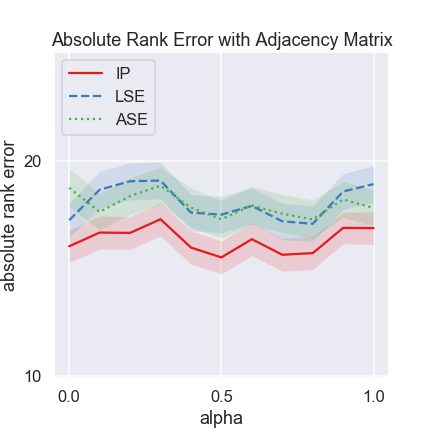 Absolute Rank Error with Adjacency Matrix
IP
LSE
ASE
absolute rank error
20
10
0.0
0.5
1.0
alpha